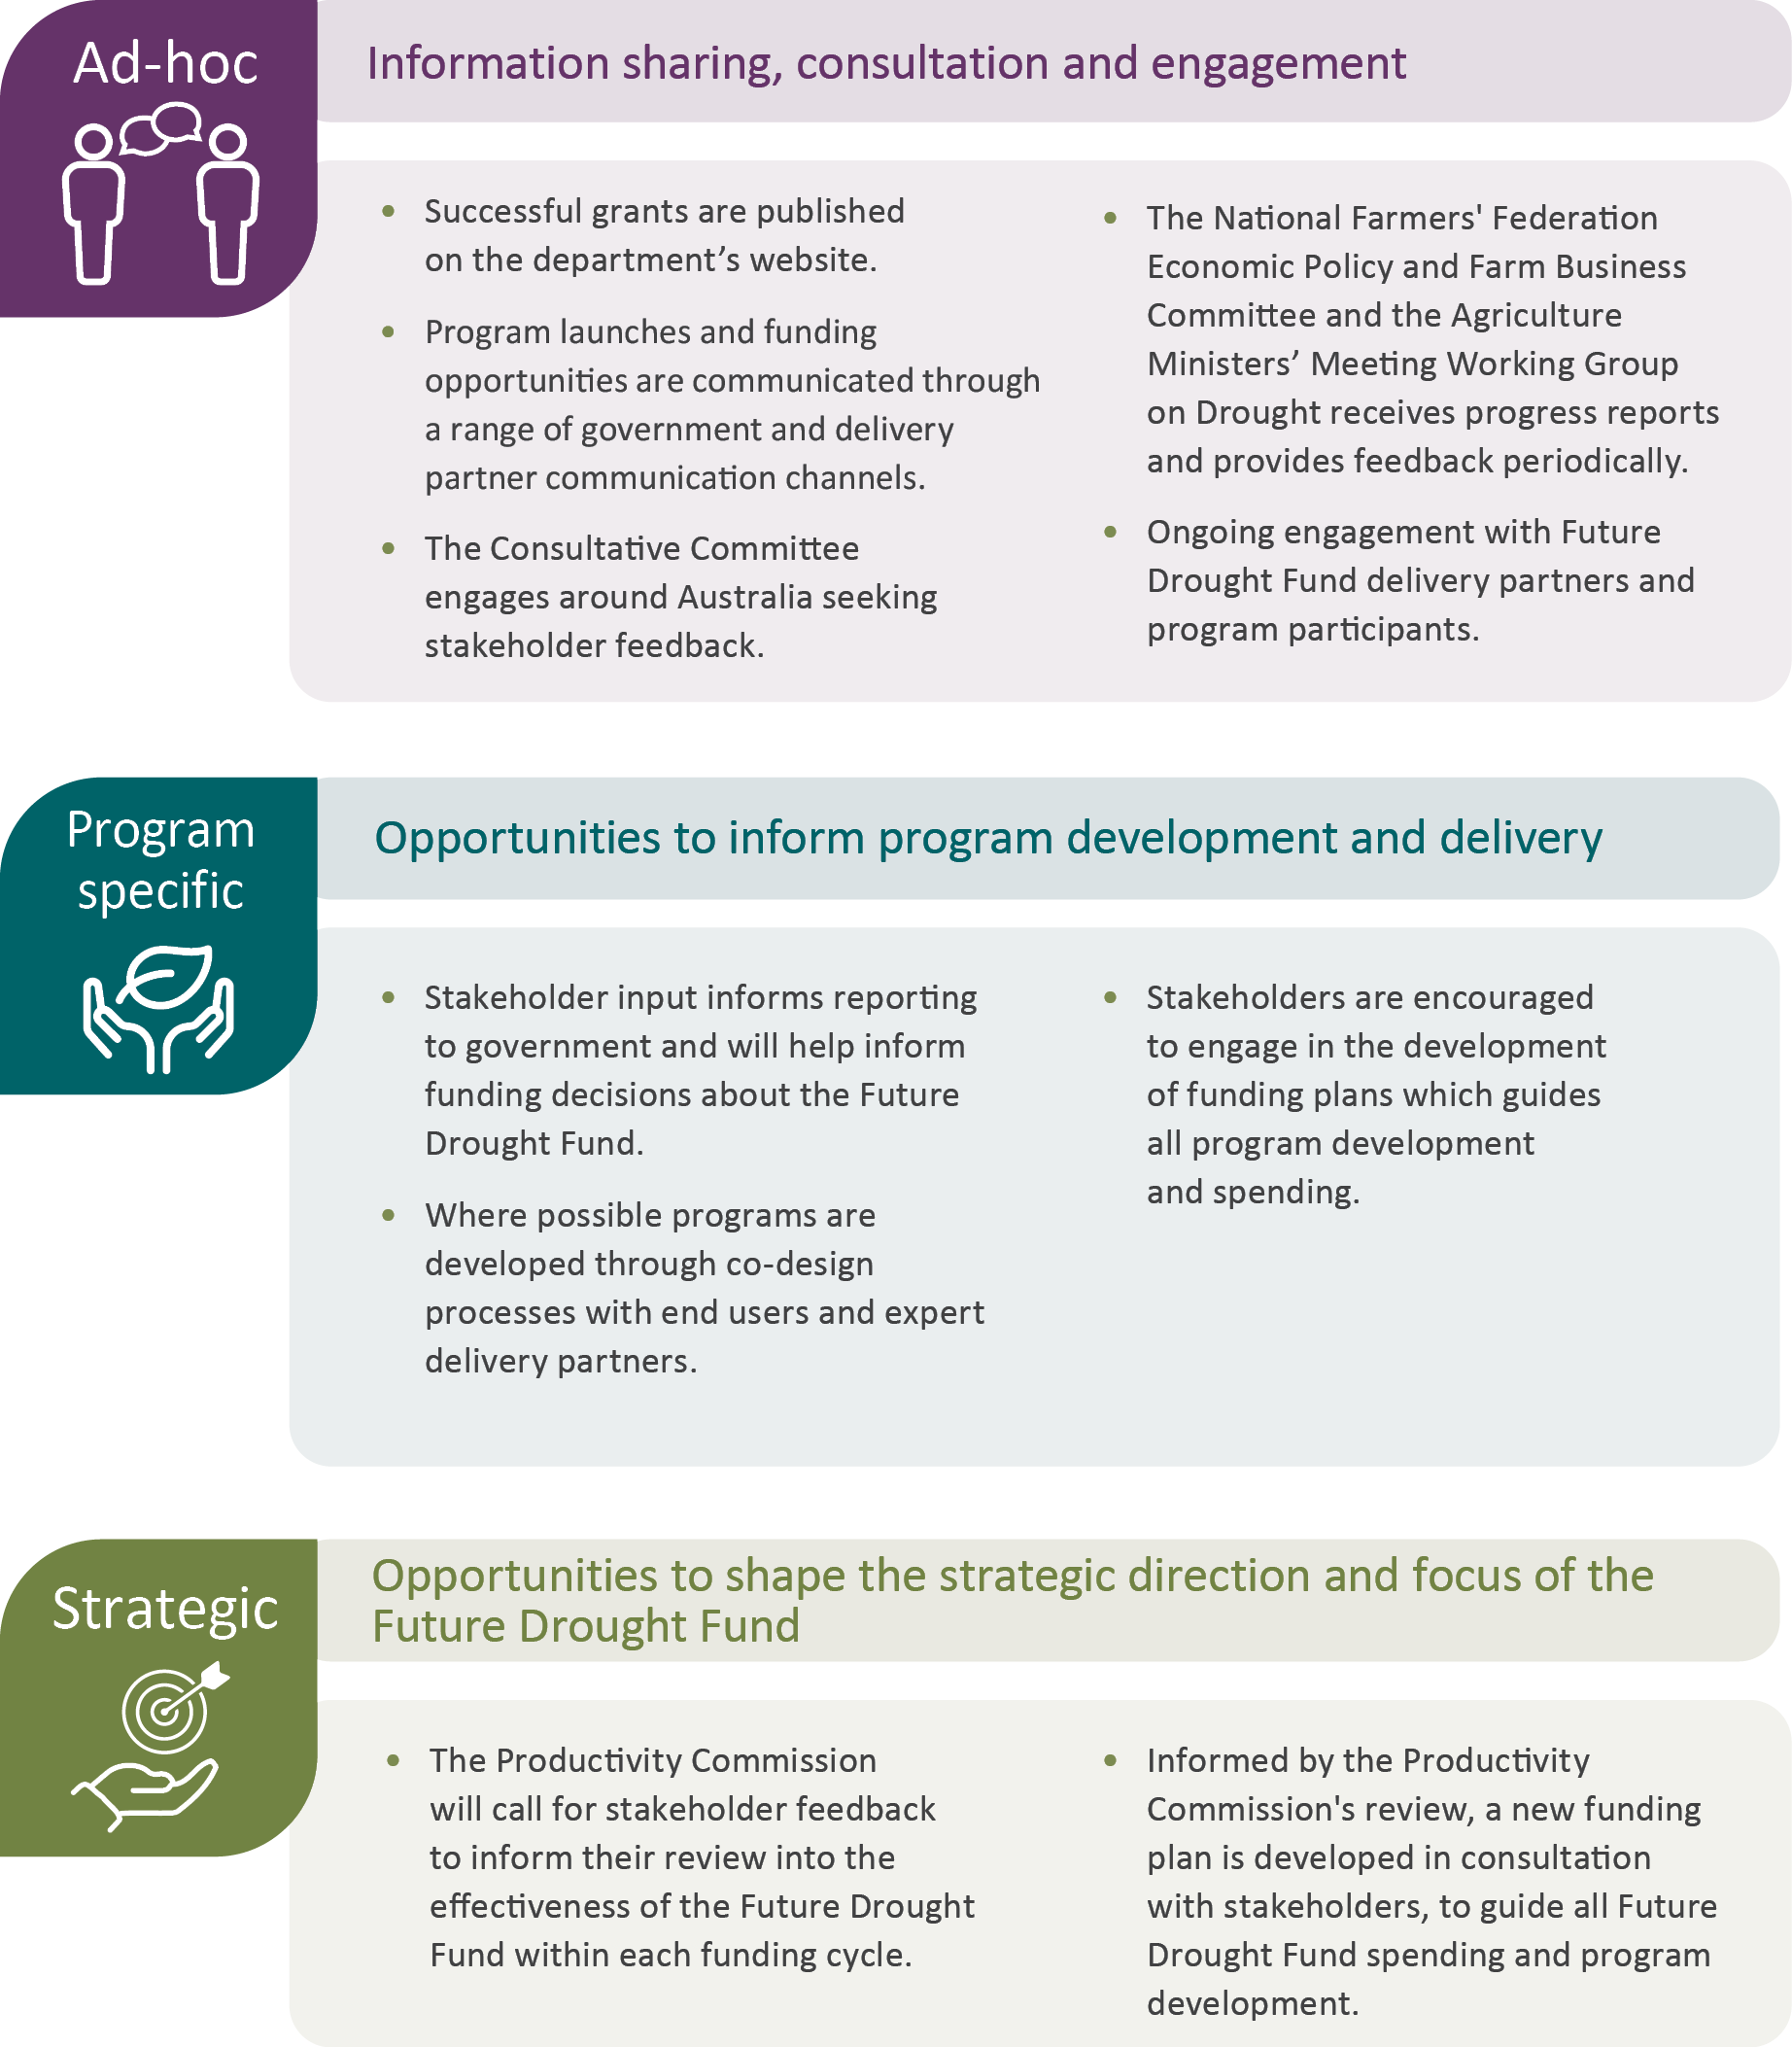 Ad-hoc
Information sharing, consultation and engagement
• Successful grants are published
on the department’s website.
• Program launches and funding
opportunities are communicated through
a range of government and delivery
partner communication channels.
• The Consultative Committee
engages around Australia seeking
stakeholder feedback.
• The National Farmers' Federation
Economic Policy and Farm Business
Committee and the Agriculture
Ministers’ Meeting Working Group
on Drought receives progress reports
and provides feedback periodically.
• Ongoing engagement with Future
Drought Fund delivery partners and
program participants.
Program
specific
Opportunities to inform program development and delivery
• Stakeholder input informs reporting
to government and will help inform
funding decisions about the Future
Drought Fund.
• Where possible programs are
developed through co-design
processes with end users and expert
delivery partners.
• Stakeholders are encouraged
to engage in the development
of funding plans which guides
all program development
and spending.
Strategic
Opportunities to shape the strategic direction and focus of the
Future Drought Fund
• The Productivity Commission
will call for stakeholder feedback
to inform their review into the
effectiveness of the Future Drought
Fund within each funding cycle.
• Informed by the Productivity
Commission's review, a new funding
plan is developed in consultation
with stakeholders, to guide all Future
Drought Fund spending and program
development.